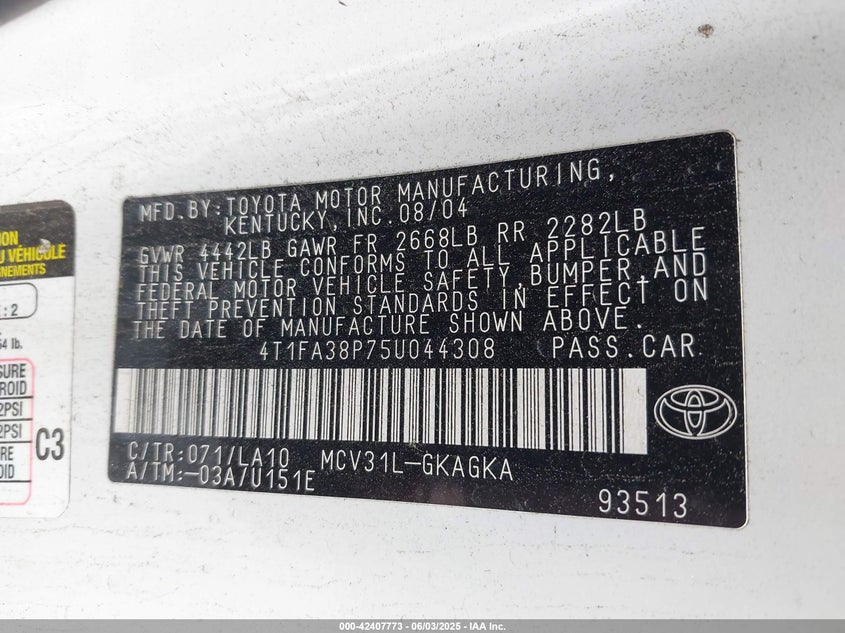 MFD.BY:TOYOTA MOTOR MANUFACTURING,
KENTUCKY,INC.08/04
GVWR 4442LB GAWR FR 2668LB RR 2282LB
THIS VEHICLE CONFORMS TO ALL APPLICABLE
FEDERAL MOTOR VEHICLE SAFETY,BUMPER,AND
THEFT PREVENTION STANDARDS IN EFFECT ON
THE DATE OF MANUFACTURE SHOWN ABOVE.
4T1FA38P75U044308 PASS.CAR
C/TR:071/LA10 MCV31L-GKAGKA
A/TM:-03A/U151E
93513
U VÉHICULE
: 2
C3
000-42407773 - 06/03/2025 - IAA Inc.